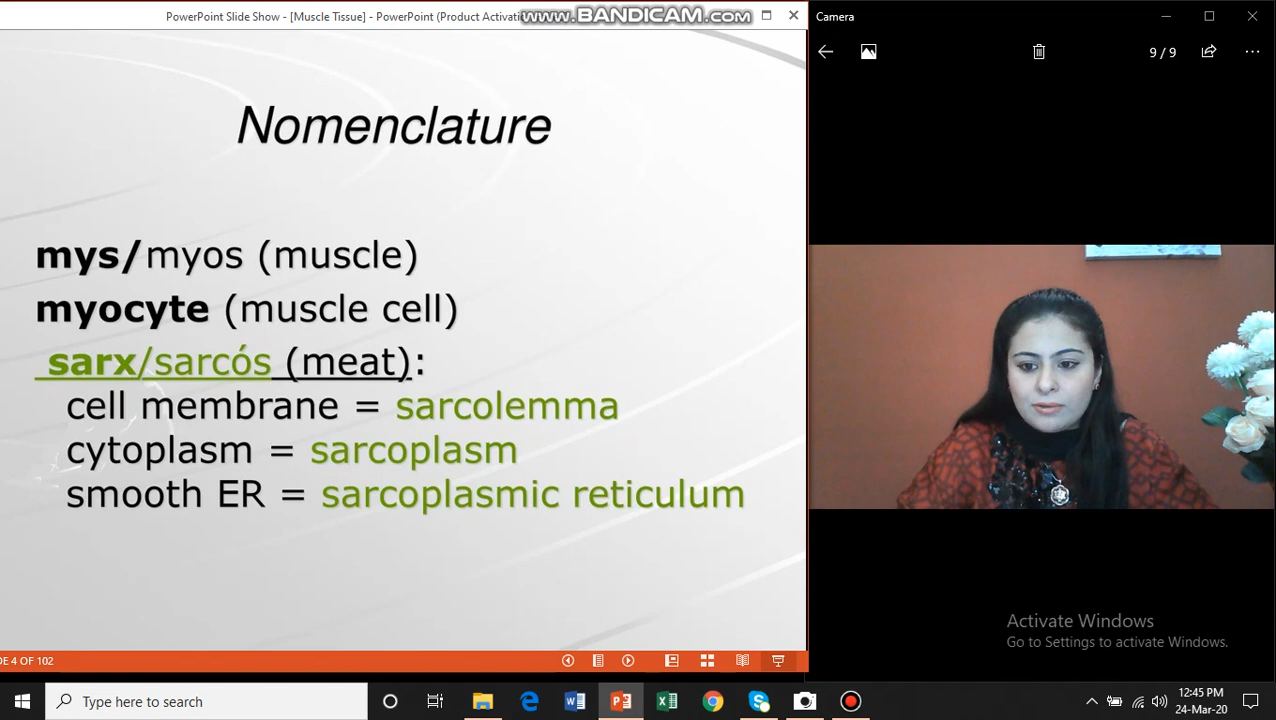 PowerPoint Slide Show - [Muscle Tissue] - PowerPoint (Product Activati
www.BANDICAM.com
Camera
9 / 9
Nomenclature
mys/myos (muscle)
myocyte (muscle cell)
sarx/sarcós (meat):
cell membrane = sarcolemma
cytoplasm = sarcoplasm
smooth ER = sarcoplasmic reticulum
Activate Windows
Go to Settings to activate Windows.
DE 4 OF 102
Type here to search
12:45 PM
24-Mar-20